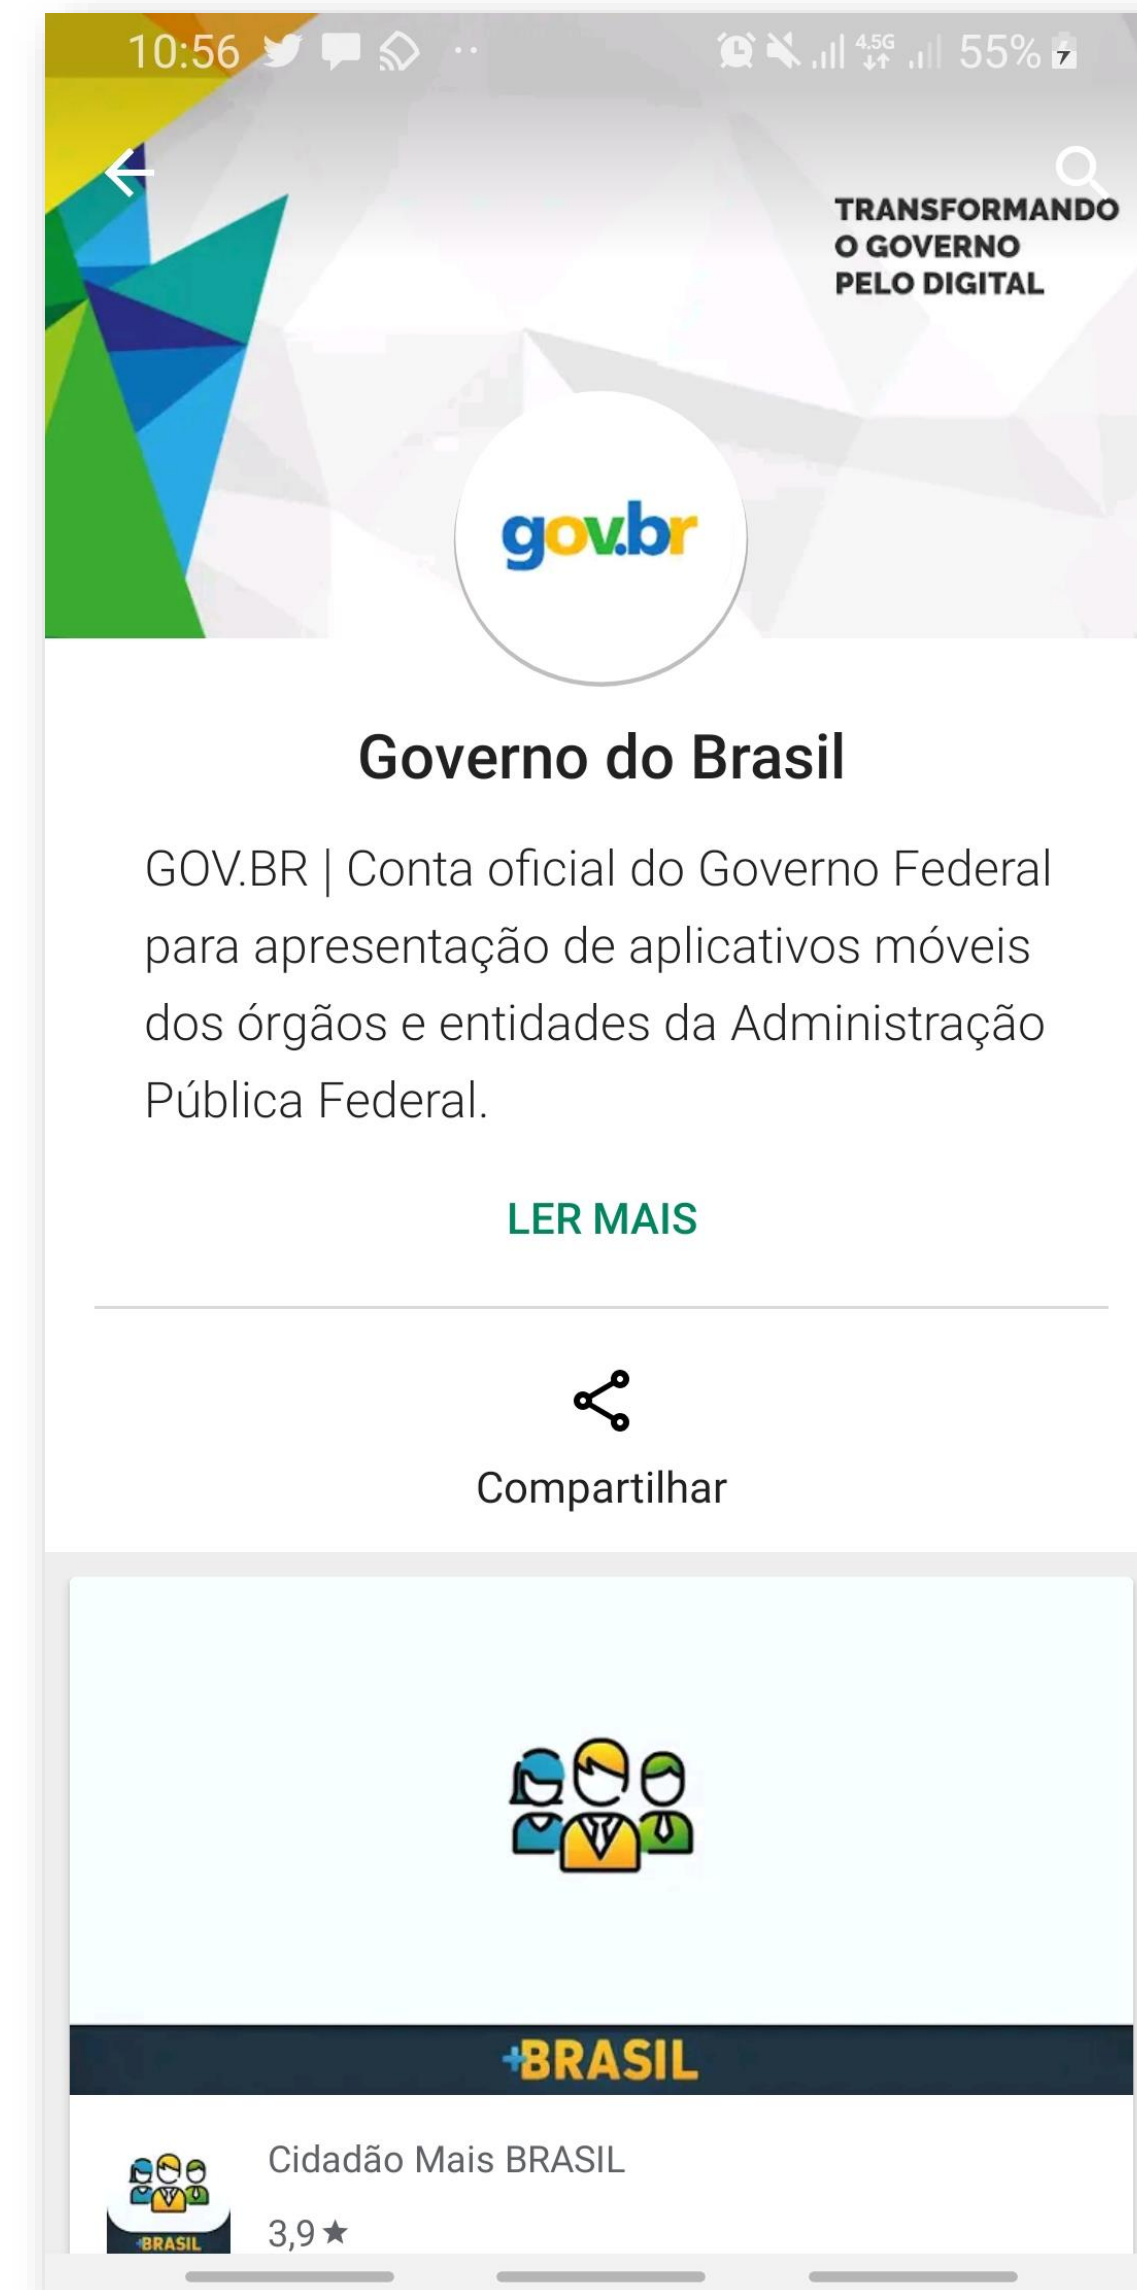 10:56
4.5G
55%
TRANSFORMANDO
O GOVERNO
PELO DIGITAL
gov.br
Governo do Brasil
GOV.BR | Conta oficial do Governo Federal
para apresentação de aplicativos móveis
dos órgãos e entidades da Administração
Pública Federal.
LER MAIS
Compartilhar
+BRASIL
Cidadão Mais BRASIL
+BRASIL
3,9★